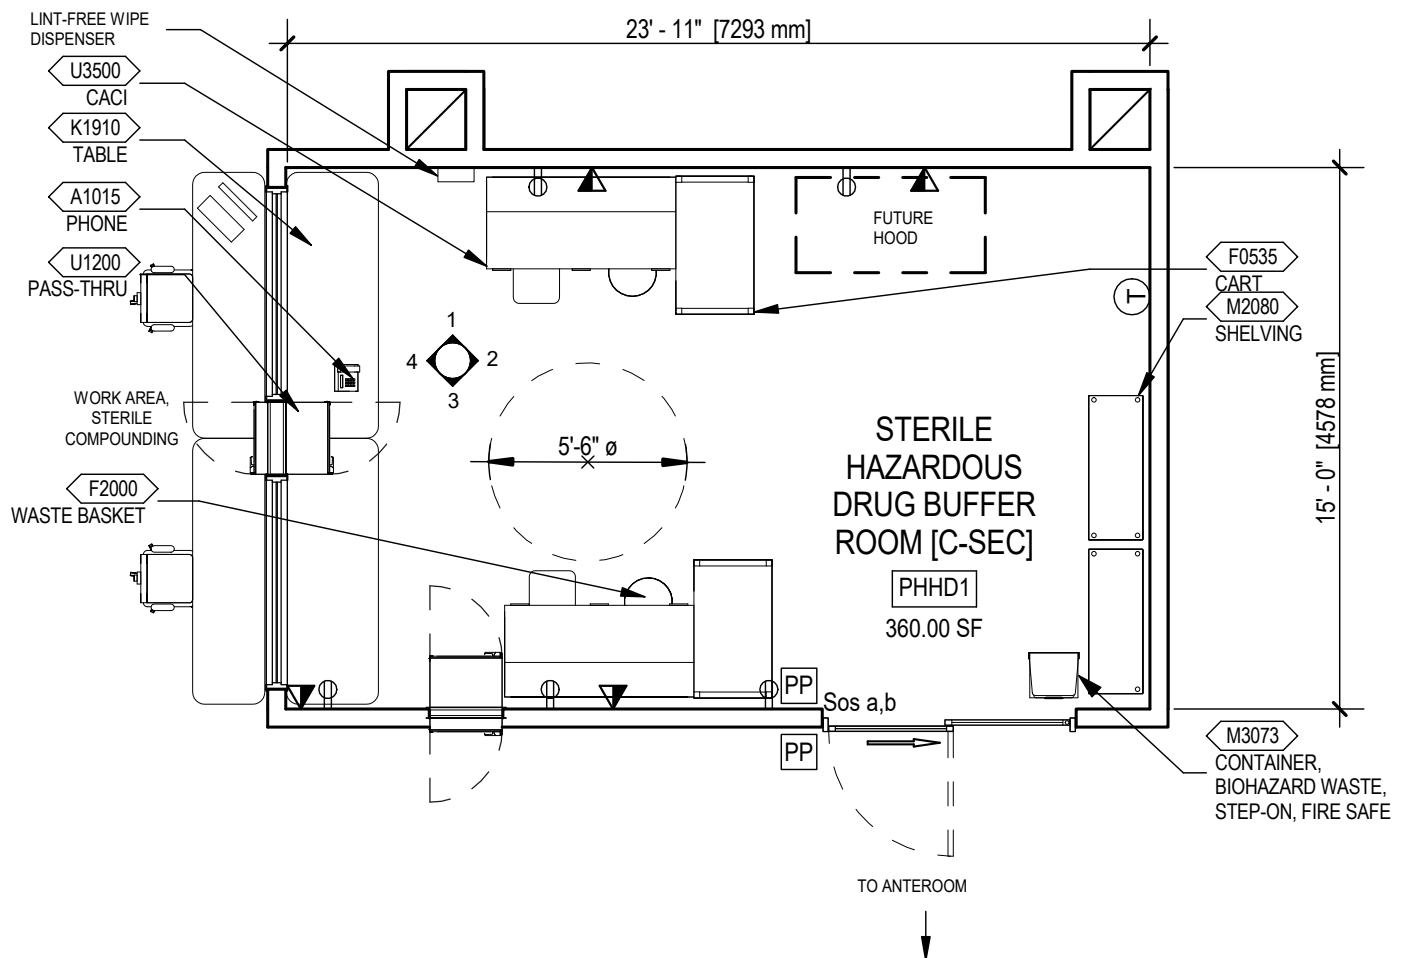 LINT-FREE WIPE
DISPENSER
23' - 11" [7293 mm]
U3500
CACI
K1910
TABLE
A1015
PHONE
U1200
PASS-THRU
FUTURE
HOOD
F0535
CART
T
M2080
SHELVING
1
4
2
3
WORK AREA,
STERILE
COMPOUNDING
15' - 0" [4578 mm]
5'-6" ø
STERILE
HAZARDOUS
DRUG BUFFER
ROOM [C-SEC]
PHHD1
360.00 SF
F2000
WASTE BASKET
PP
Sos a,b
PP
M3073
CONTAINER,
BIOHAZARD WASTE,
STEP-ON, FIRE SAFE
TO ANTEROOM